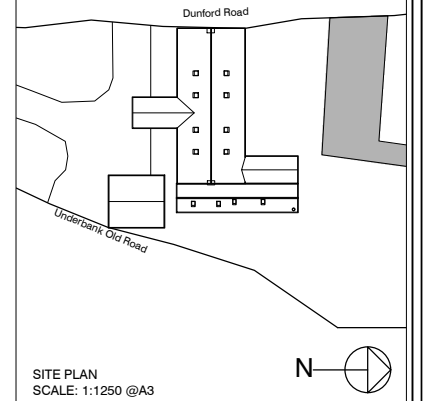 Dunford Road
Underbank Old Road
SITE PLAN
SCALE: 1:1250 @A3
N